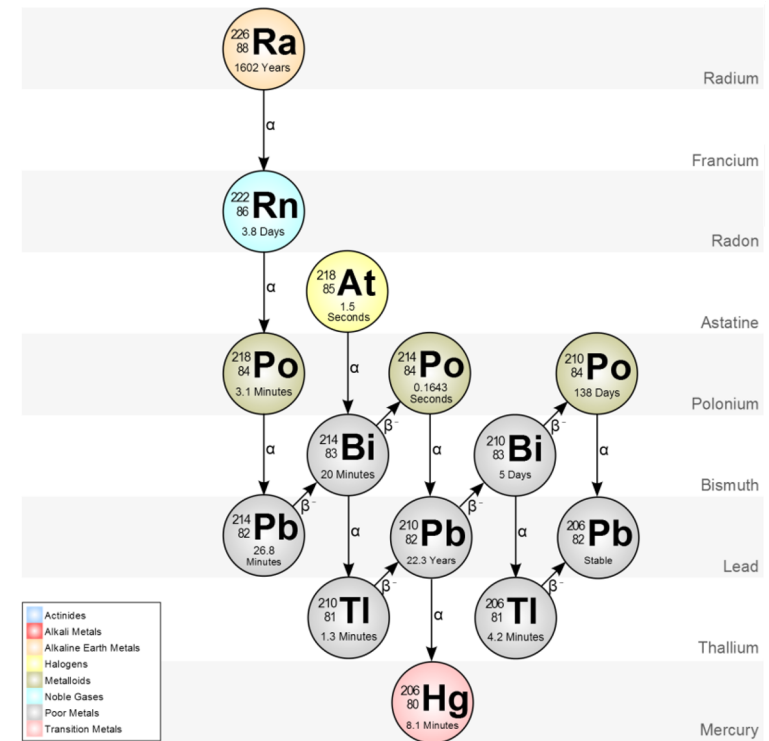 226
88 Ra
1602 Years
Radium
α
Francium
222
86 Rn
3.8 Days
Radon
α
218
85 At
1.5
Seconds
Astatine
218
84 Po
3.1 Minutes
α
214
84 Po
0.1643
Seconds
210
84 Po
138 Days
Polonium
α
214
83 Bi
20 Minutes
β⁻
α
210
83 Bi
5 Days
β⁻
α
Bismuth
214
82 Pb
26.8
Minutes
β⁻
α
210
82 Pb
22.3 Years
β⁻
α
206
82 Pb
Stable
Lead
210
81 Tl
1.3 Minutes
β⁻
α
206
81 Tl
4.2 Minutes
β⁻
Thallium
206
80 Hg
8.1 Minutes
Mercury
Actinides
Alkali Metals
Alkaline Earth Metals
Halogens
Metalloids
Noble Gases
Poor Metals
Transition Metals